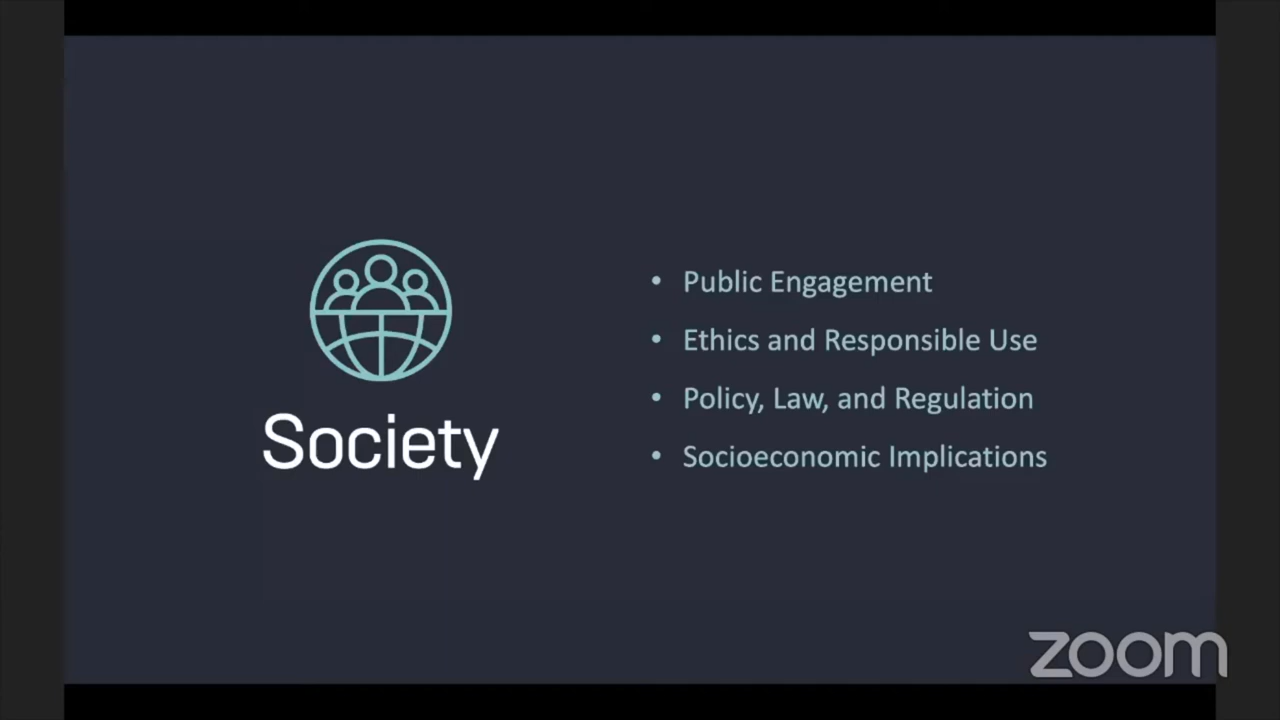 Society
• Public Engagement
• Ethics and Responsible Use
• Policy, Law, and Regulation
• Socioeconomic Implications
zoom